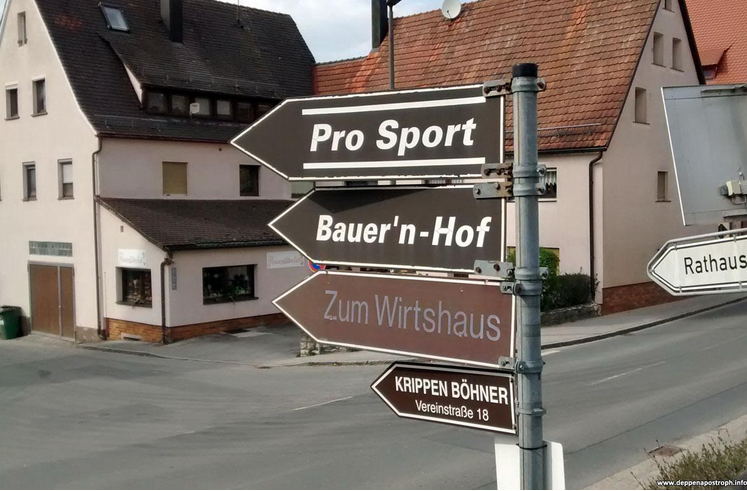 Pro Sport
Bauer'n-Hof
Zum Wirtshaus
KRIPPEN BÖHNER
Vereinstraße 18
Rathaus
www.deppenapostroph.info